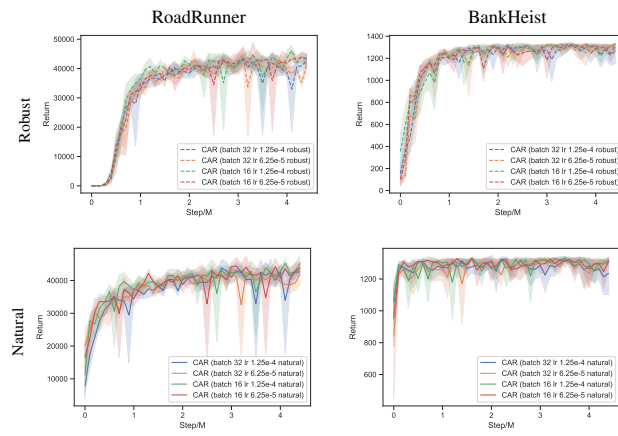 RoadRunner
BankHeist
Robust
Return
50000
40000
30000
20000
10000
0
CAR (batch 32 lr 1.25e-4 robust)
CAR (batch 32 lr 6.25e-5 robust)
CAR (batch 16 lr 1.25e-4 robust)
CAR (batch 16 lr 6.25e-5 robust)
0 1 2 3 4
Step/M
Return
1400
1200
1000
800
600
400
200
0
CAR (batch 32 lr 1.25e-4 robust)
CAR (batch 32 lr 6.25e-5 robust)
CAR (batch 16 lr 1.25e-4 robust)
CAR (batch 16 lr 6.25e-5 robust)
0 1 2 3 4
Step/M
Natural
Return
40000
30000
20000
10000
CAR (batch 32 lr 1.25e-4 natural)
CAR (batch 32 lr 6.25e-5 natural)
CAR (batch 16 lr 1.25e-4 natural)
CAR (batch 16 lr 6.25e-5 natural)
0 1 2 3 4
Step/M
Return
1200
1000
800
600
CAR (batch 32 lr 1.25e-4 natural)
CAR (batch 32 lr 6.25e-5 natural)
CAR (batch 16 lr 1.25e-4 natural)
CAR (batch 16 lr 6.25e-5 natural)
0 1 2 3 4
Step/M